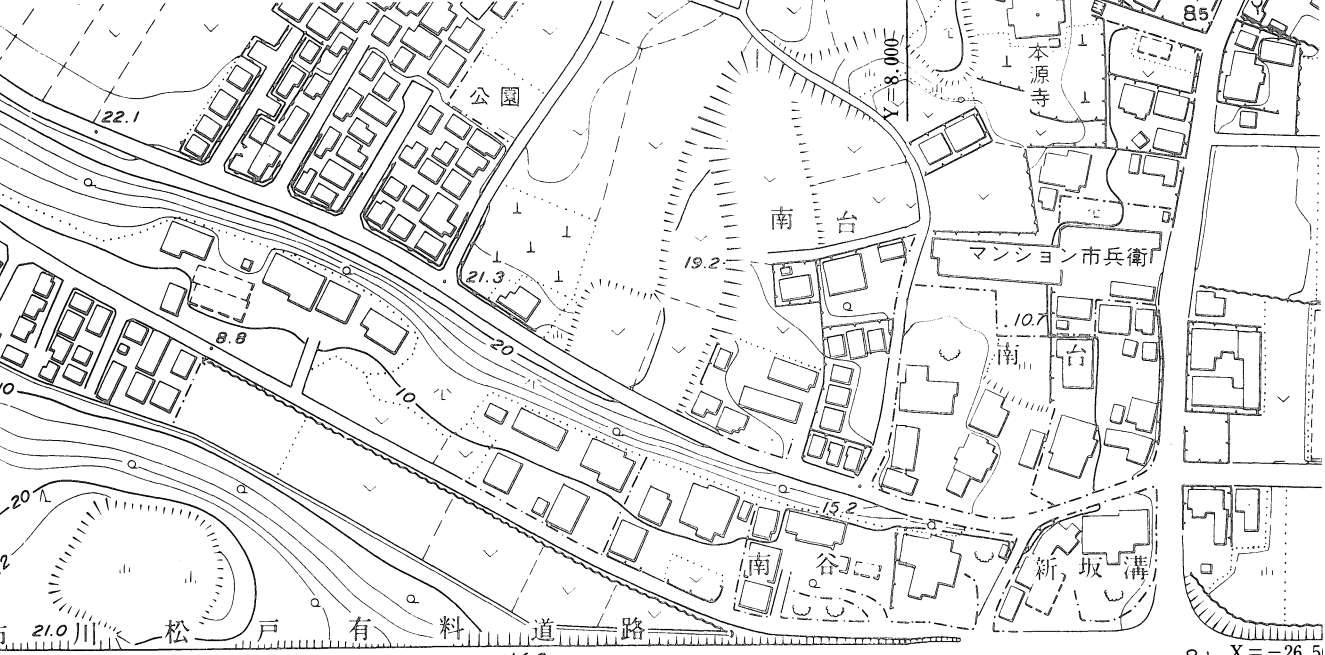 85
公園
Y=8 000
本源寺
22.1
南台
マンション市兵衛
19.2
21.3
10.7
8.8
20
南台
10
10
20
15.2
南谷
新坂溝
21.0
市川松戸有料道路